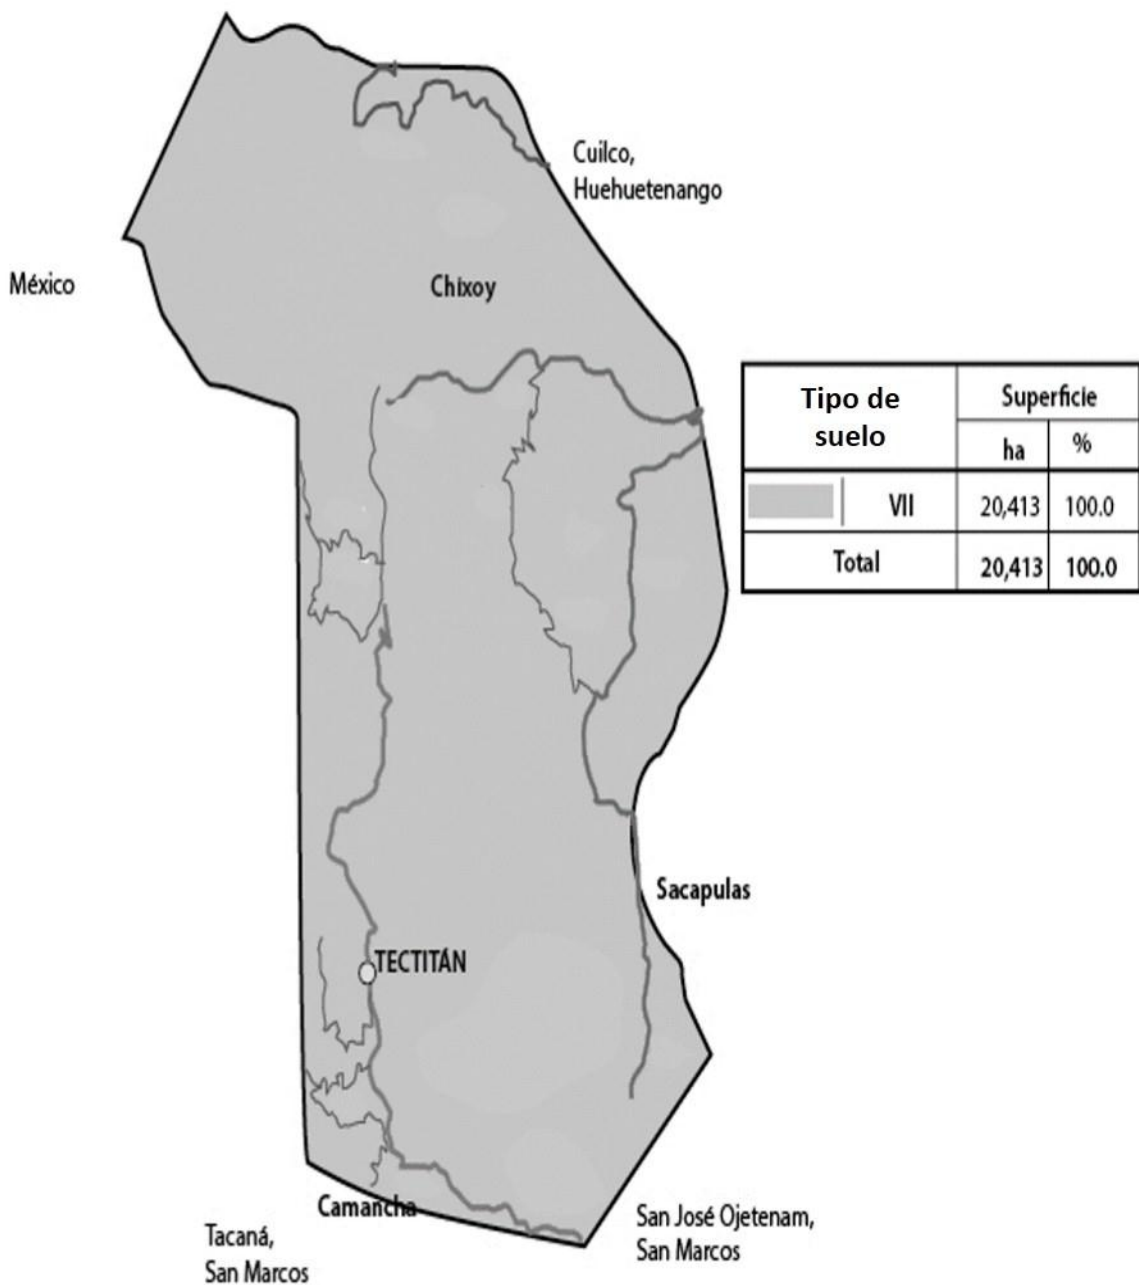 Cuilco,
Huehuetenango
México
Chixoy
Tipo de
suelo
Superficie
ha
%
VII
20,413
100.0
Total
20,413
100.0
Sacapulas
TECTITÁN
Camancha
Tacaná,
San Marcos
San José Ojetenam,
San Marcos